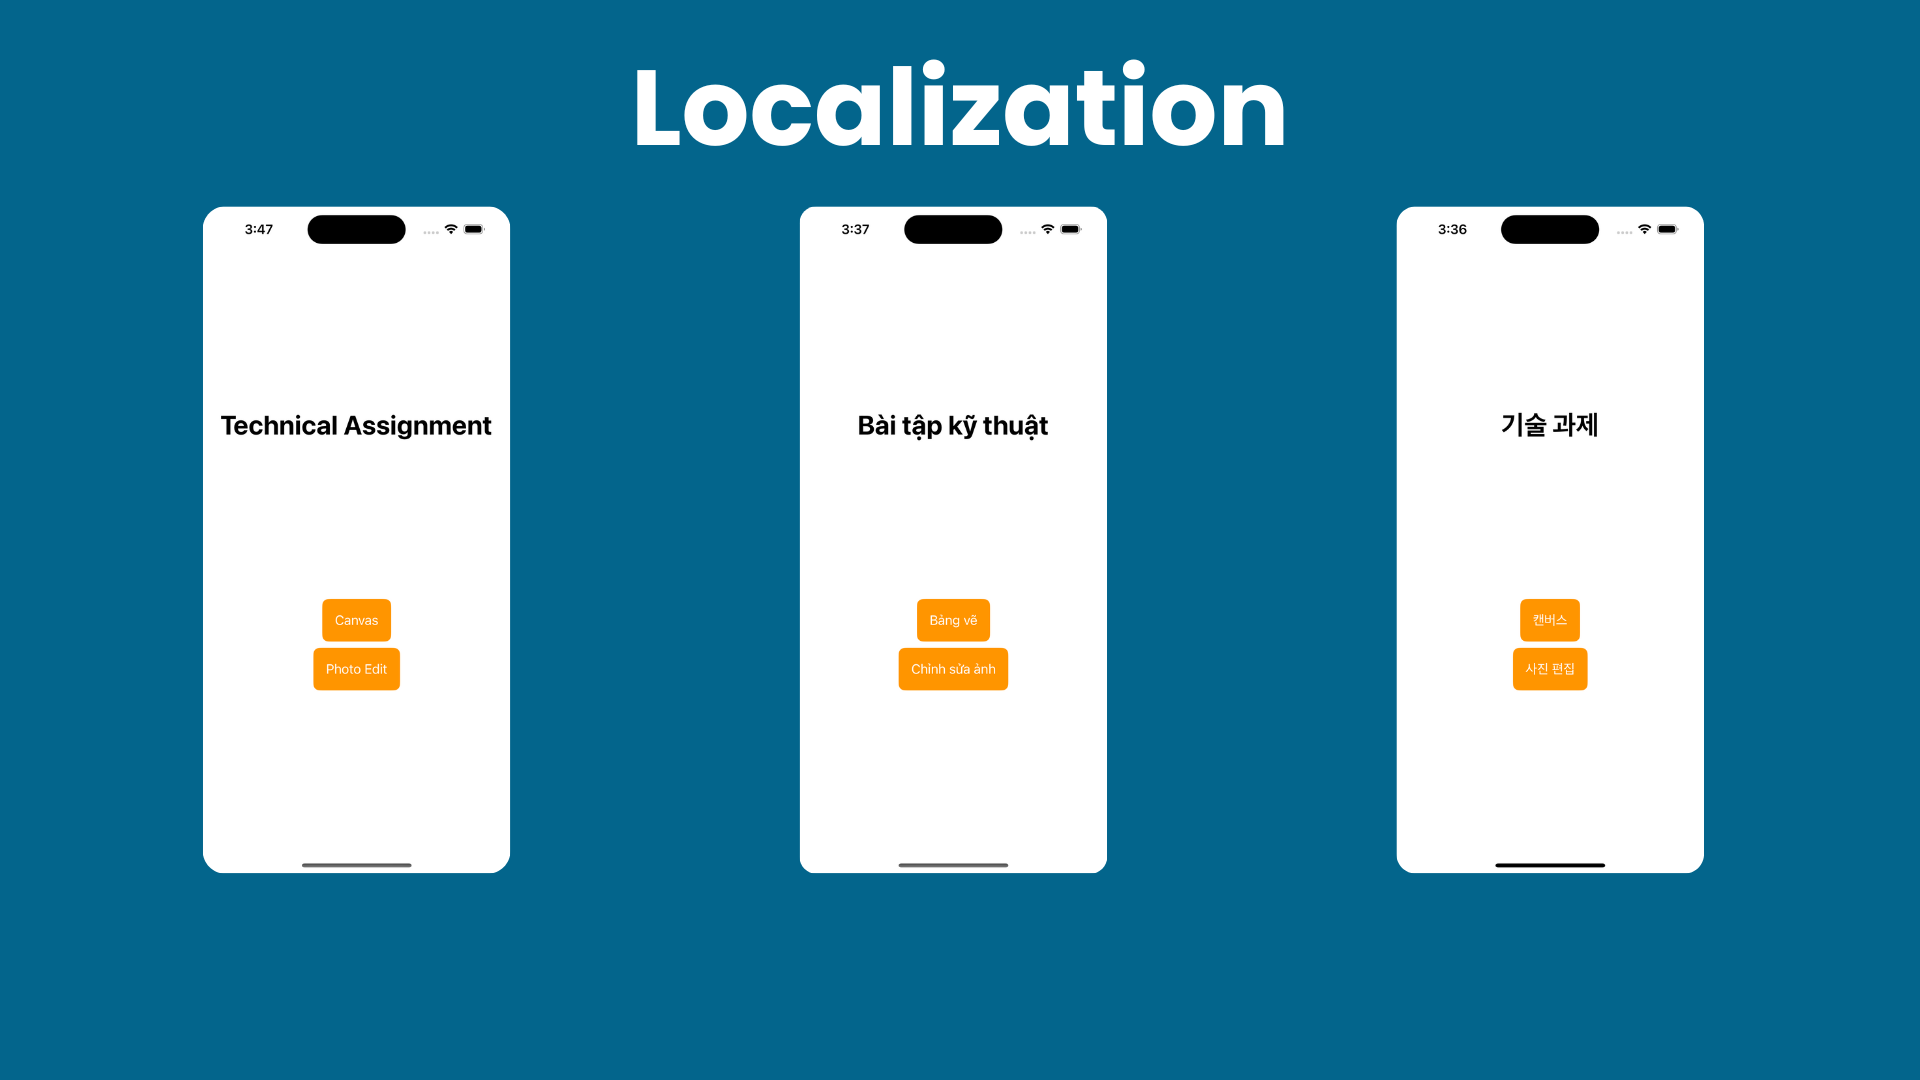 Localization
3:47
Technical Assignment
Canvas
Photo Edit
3:37
Bài tập kỹ thuật
Bảng vẽ
Chỉnh sửa ảnh
3:36
기술 과제
캔버스
사진 편집